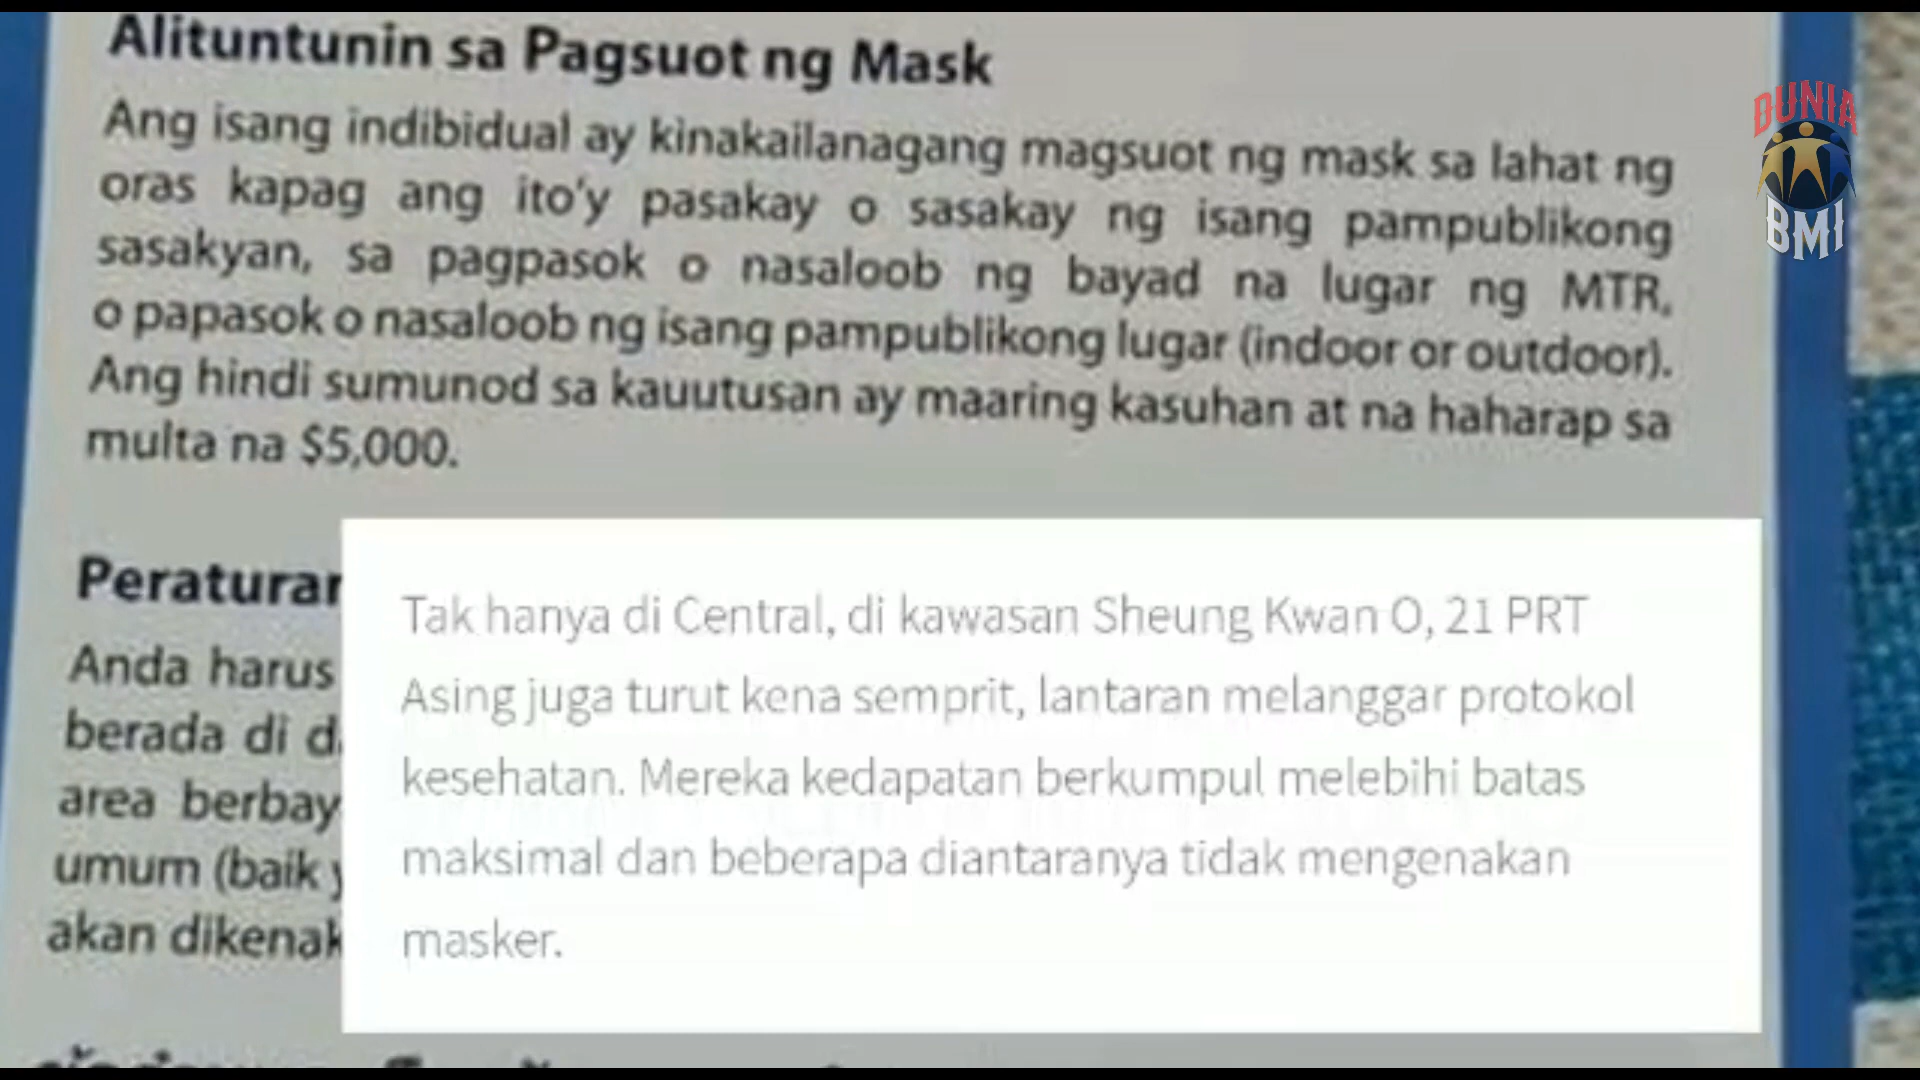 Alituntunin sa Pagsuot ng Mask
Ang isang indibidual ay kinakailanagang magsuot ng mask sa lahat ng
oras kapag ang ito'y pasakay o sasakay ng isang pampublikong
sasakyan, sa pagpasok o nasaloob ng bayad na lugar ng MTR,
o papasok o nasaloob ng isang pampublikong lugar (indoor or outdoor).
Ang hindi sumunod sa kauutusan ay maaring kasuhan at na haharap sa
multa na $5,000.
DUNIA
BMI
Anda harus
berada di
area
umum (baik
akan
Tak hanya di Central, di kawasan Sheung Kwan O, 21 PRT
Asing juga turut kena semprit, lantaran melanggar protokol
kesehatan. Mereka kedapatan berkumpul melebihi batas
maksimal dan beberapa diantaranya tidak mengenakan
masker.